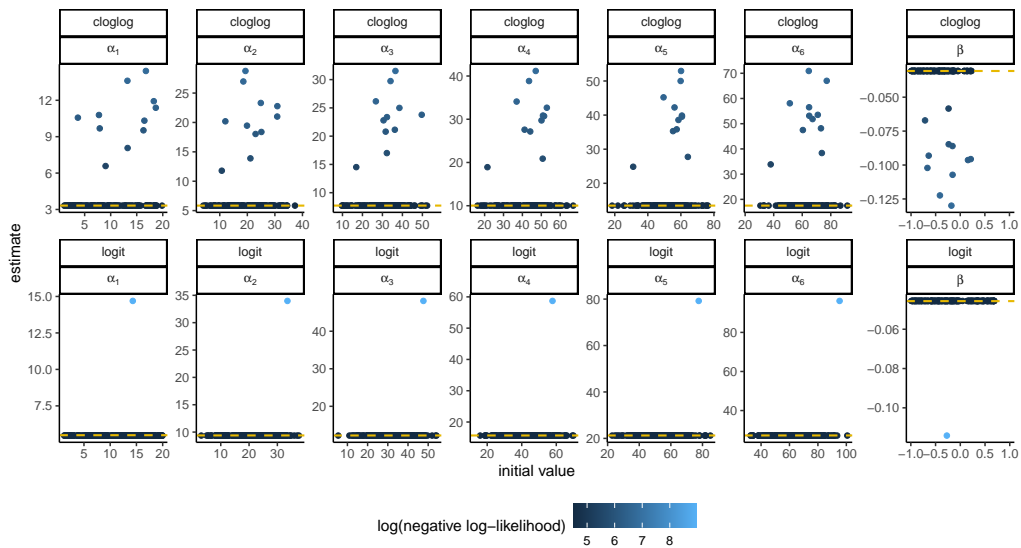 cloglog cloglog cloglog cloglog cloglog cloglog cloglog
α1 α2 α3 α4 α5 α6 β
12 9 6 3
25 20 15 10 5
30 25 20 15 10
40 30 20 10
50 40 30 20
70 60 50 40 30 20
−0.050 −0.075 −0.100 −0.125
5 10 15 20
0 10 20 30 40
10 20 30 40 50
20 30 40 50 60
20 40 60 80
20 40 60 80
−1.0 −0.5 0.0 0.5 1.0
logit logit logit logit logit logit logit
α1 α2 α3 α4 α5 α6 β
15.0 12.5 10.0 7.5
35 30 25 20 15 10
40 30 20
60 50 40 30 20
80 60 40 20
80 60 40
−0.06 −0.08 −0.10
5 10 15 20
10 20 30
10 20 30 40 50
20 40 60
20 40 60 80
40 60 80 100
−1.0 −0.5 0.0 0.5 1.0
estimate
initial value
log(negative log−likelihood)
5 6 7 8